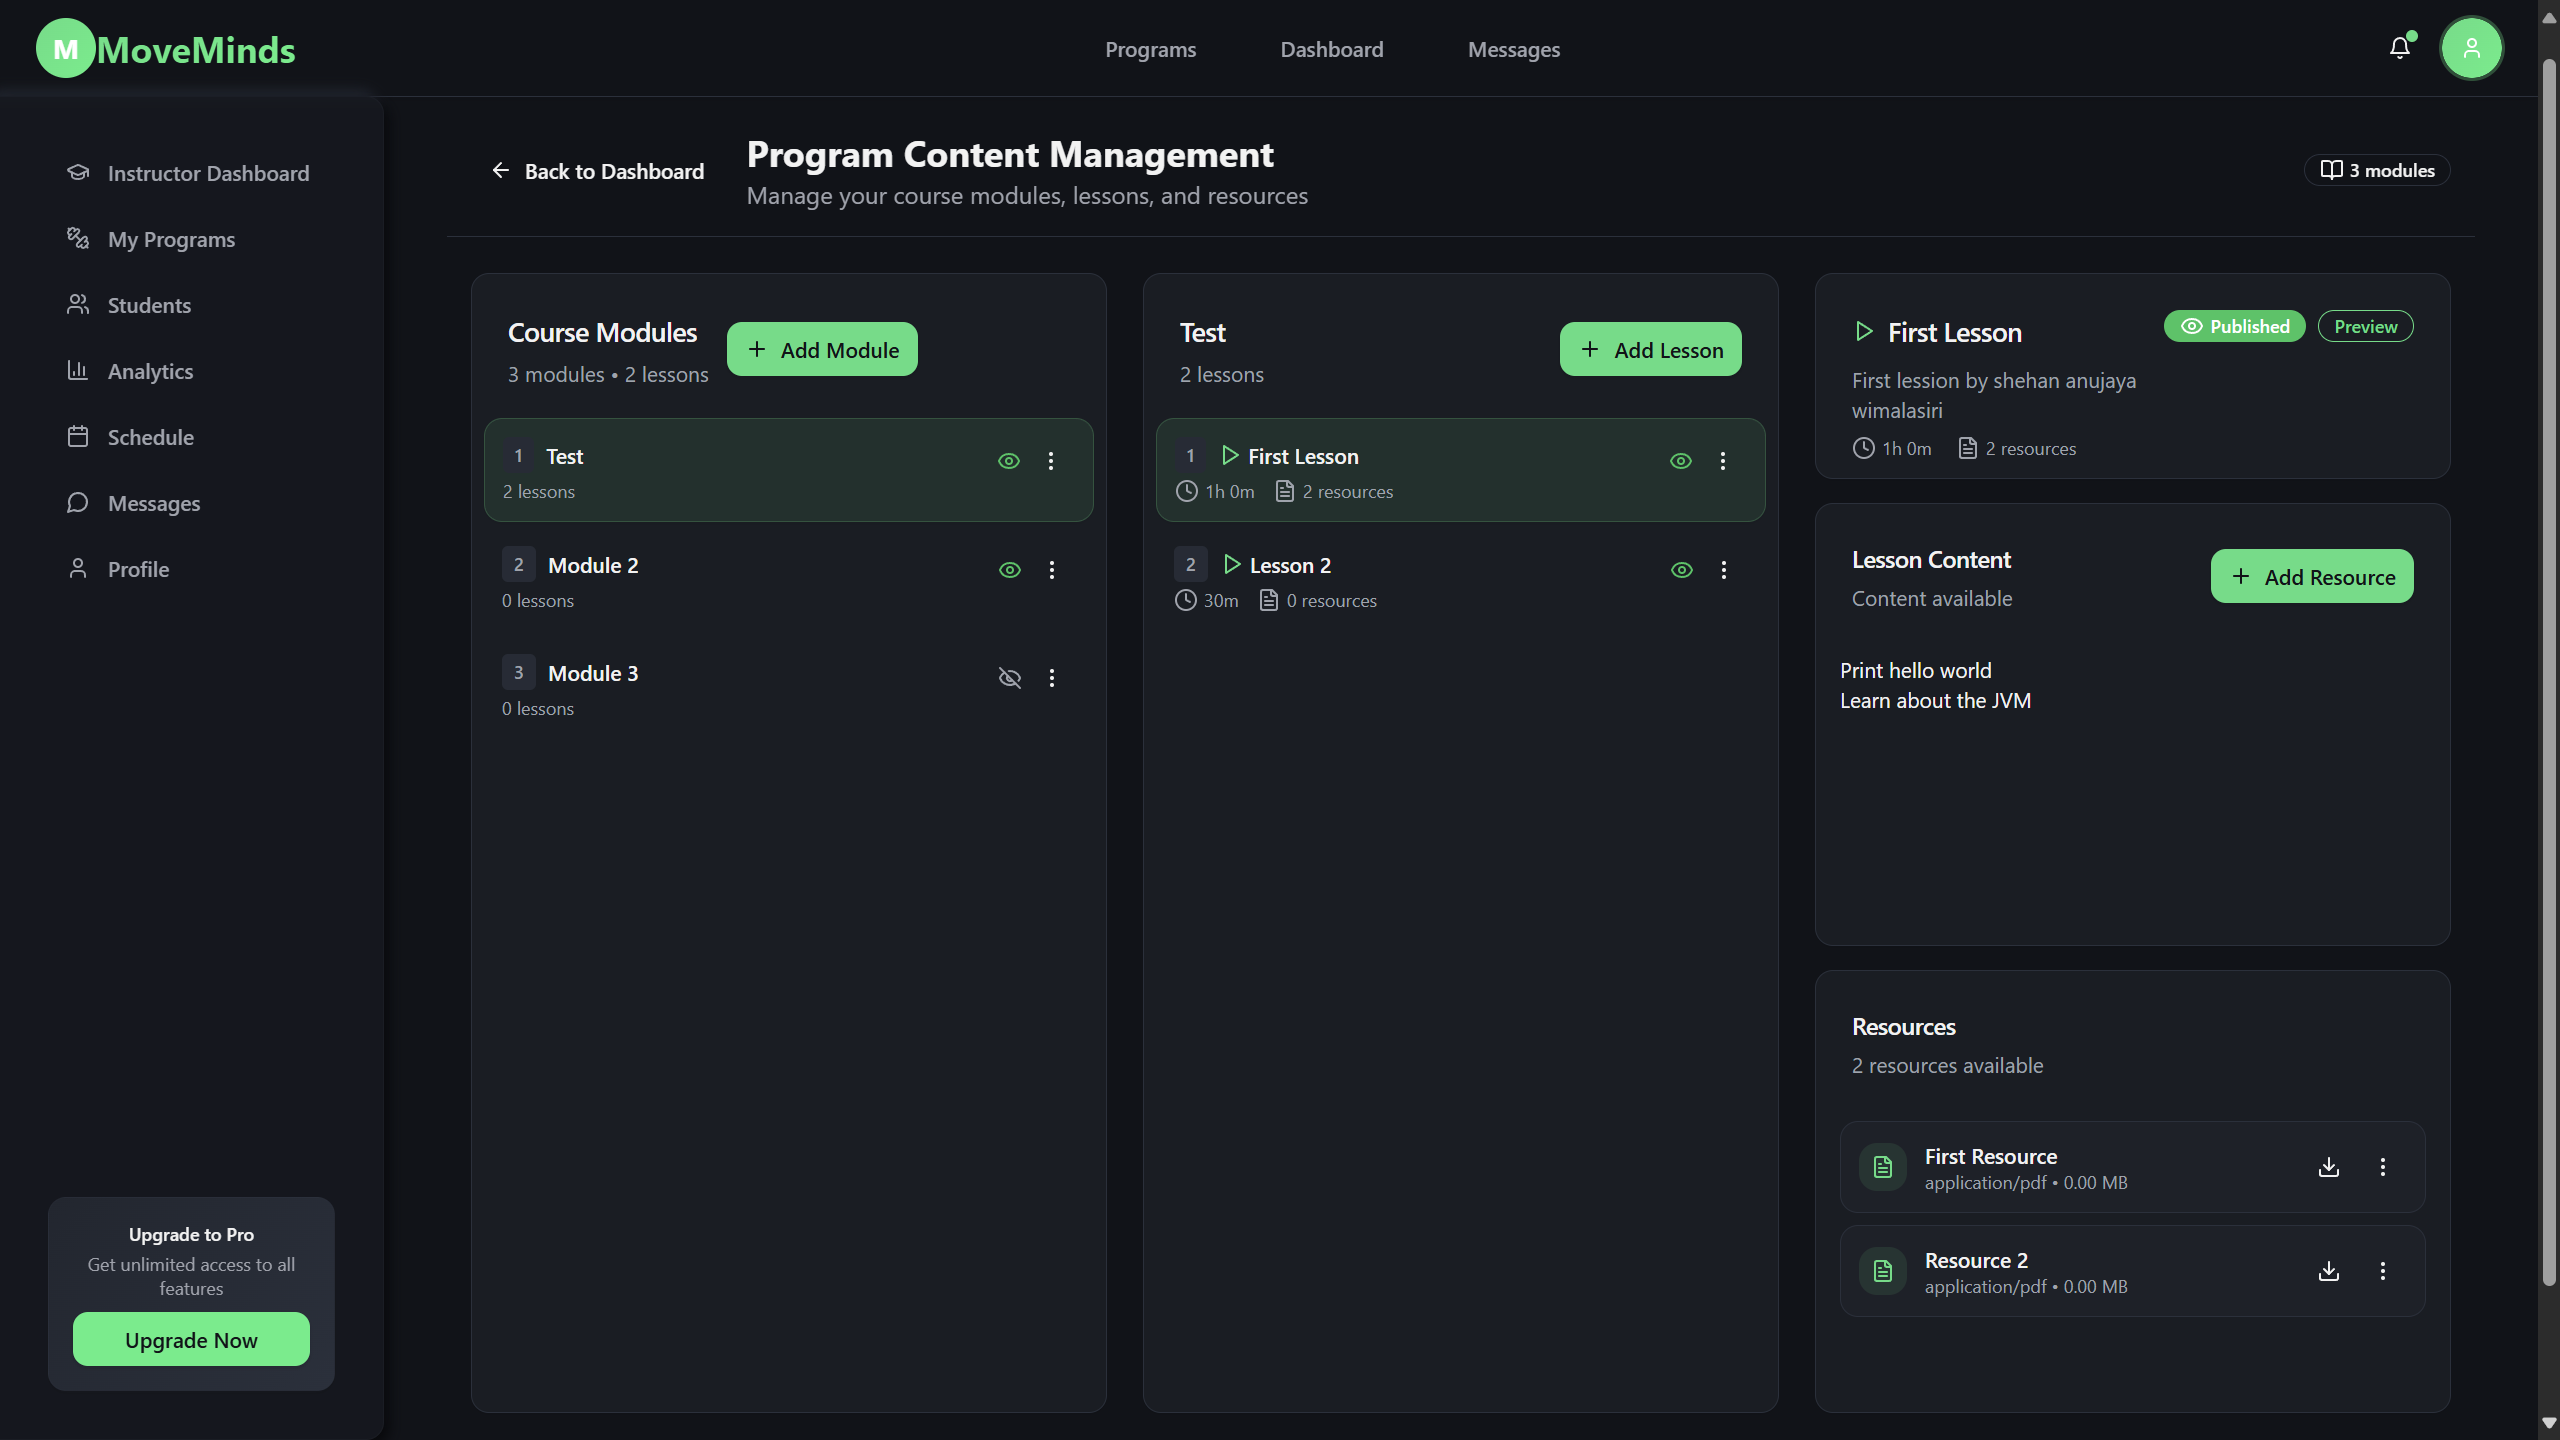 M MoveMinds
Programs
Dashboard
Messages
Instructor Dashboard
My Programs
Students
Analytics
Schedule
Messages
Profile
Upgrade to Pro
Get unlimited access to all
features
Upgrade Now
Back to Dashboard
Program Content Management
Manage your course modules, lessons, and resources
3 modules
Course Modules
3 modules • 2 lessons
Add Module
1 Test
2 lessons
2 Module 2
0 lessons
3 Module 3
0 lessons
Test
2 lessons
Add Lesson
1 First Lesson
1h 0m 2 resources
2 Lesson 2
30m 0 resources
First Lesson
Published
Preview
First lession by shehan anujaya
wimalasiri
1h 0m 2 resources
Lesson Content
Content available
Add Resource
Print hello world
Learn about the JVM
Resources
2 resources available
First Resource
application/pdf • 0.00 MB
Resource 2
application/pdf • 0.00 MB